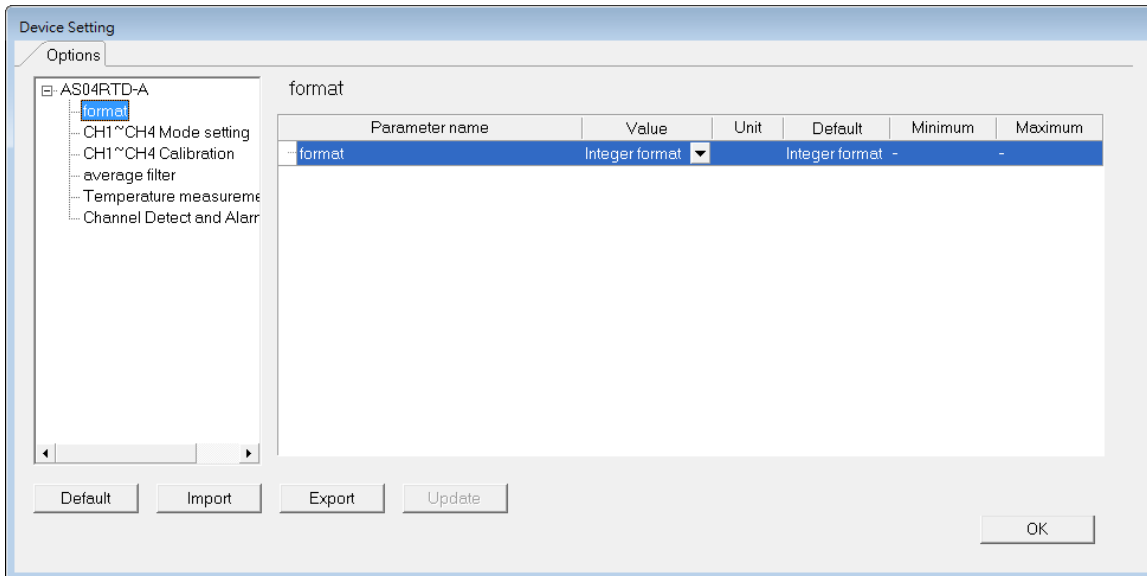 Device Setting
Options
AS04RTD-A
format
CH1~CH4 Mode setting
CH1~CH4 Calibration
average filter
Temperature measureme
Channel Detect and Alarr
format
Parameter name Value Unit Default Minimum Maximum
format Integer format Integer format - -
Default Import Export Update
OK